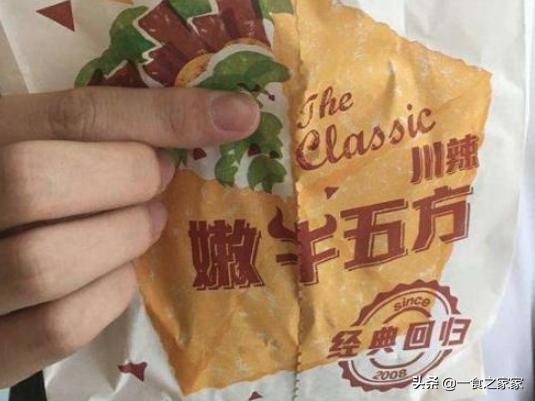 The
Classic
川辣
嫩牛五方
since
经典回归
2008
头条 @一食之家家